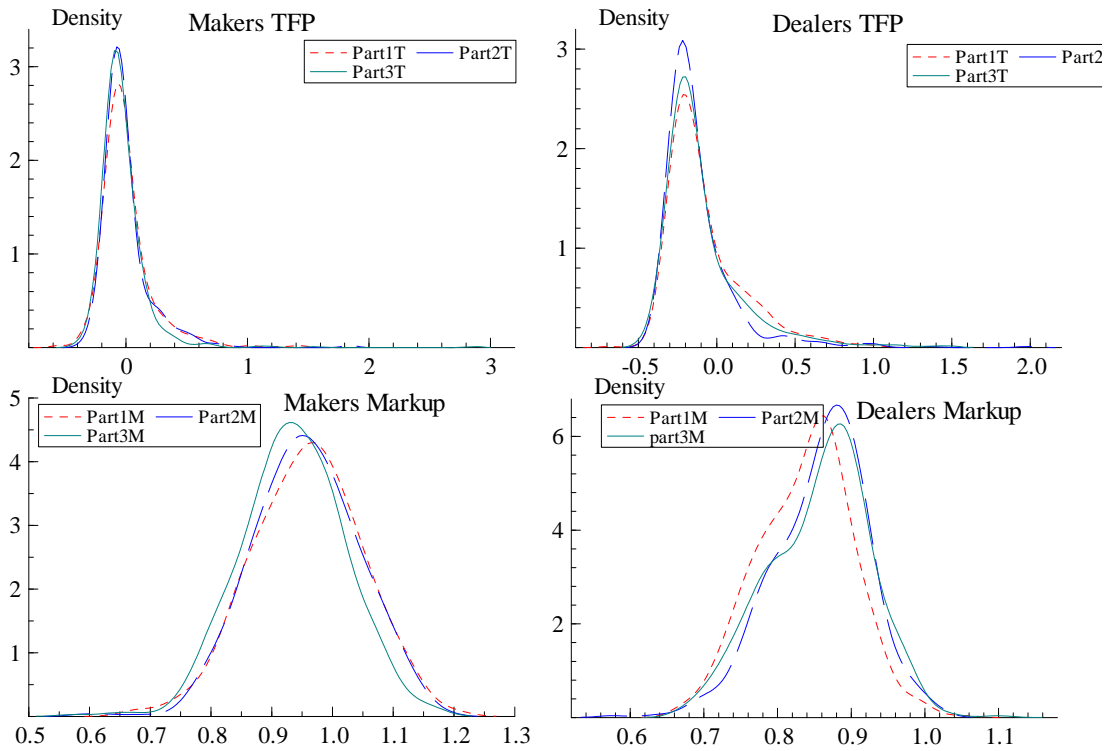 Density
Makers TFP
Part1T Part2T
Part3T
3
2
1
0 1 2 3
Density
Dealers TFP
Part1T Part2
Part3T
3
2
1
-0.5 0.0 0.5 1.0 1.5 2.0
Density
Makers Markup
Part1M Part2M
Part3M
5
4
3
2
1
0.5 0.6 0.7 0.8 0.9 1.0 1.1 1.2 1.3
Density
Dealers Markup
Part1M Part2M
part3M
6
4
2
0.6 0.7 0.8 0.9 1.0 1.1